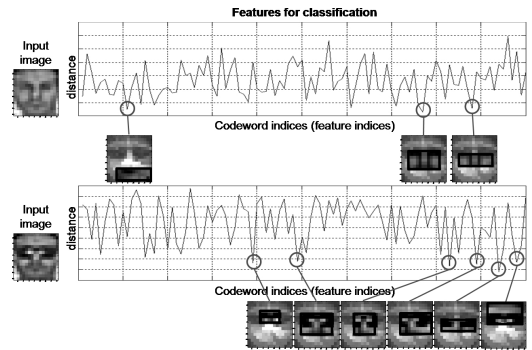 Features for classification
Input
image
distance
Codeword indices (feature indices)
Input
image
distance
Codeword indices (feature indices)